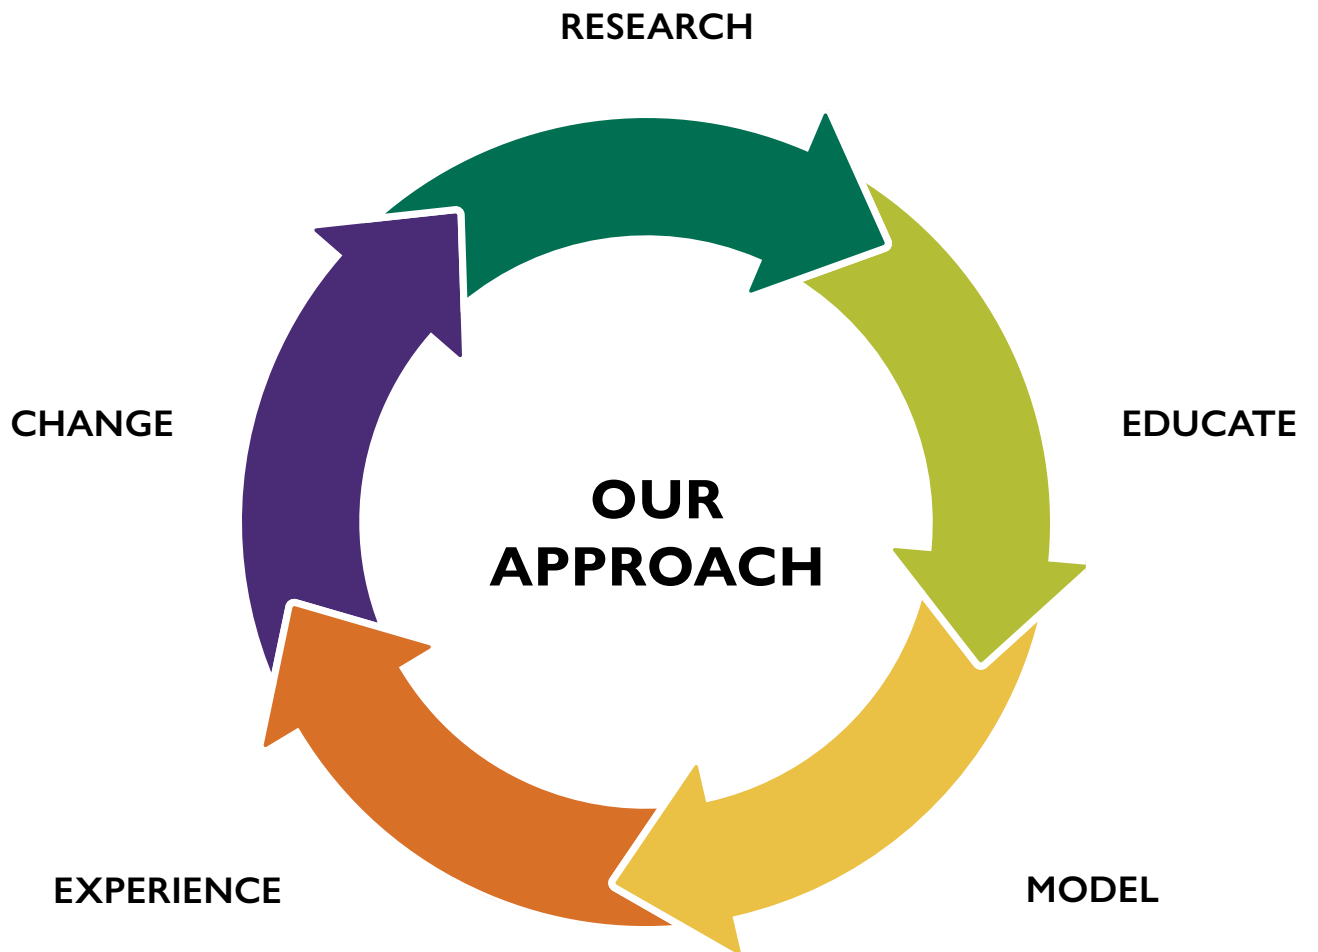 RESEARCH
EDUCATE
MODEL
EXPERIENCE
CHANGE
OUR
APPROACH